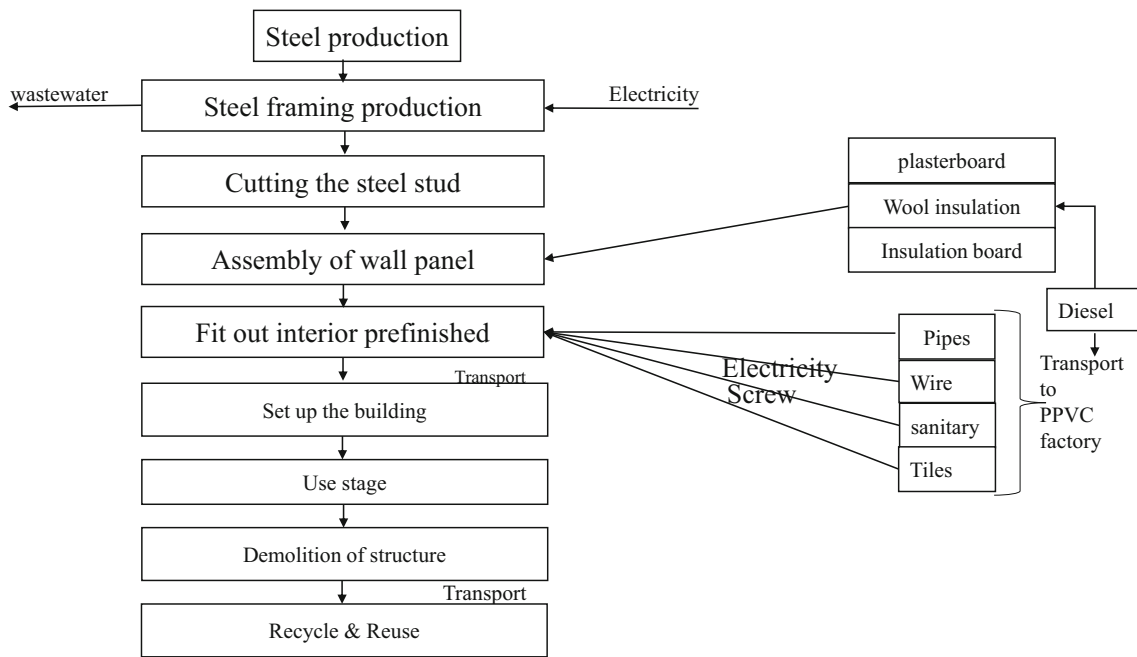 Steel production
wastewater
Steel framing production
Electricity
Cutting the steel stud
plasterboard
Wool insulation
Insulation board
Assembly of wall panel
Diesel
Fit out interior prefinished
Pipes
Wire
sanitary
Tiles
Electricity
Screw
Transport
to
PPVC
factory
Transport
Set up the building
Use stage
Demolition of structure
Transport
Recycle & Reuse